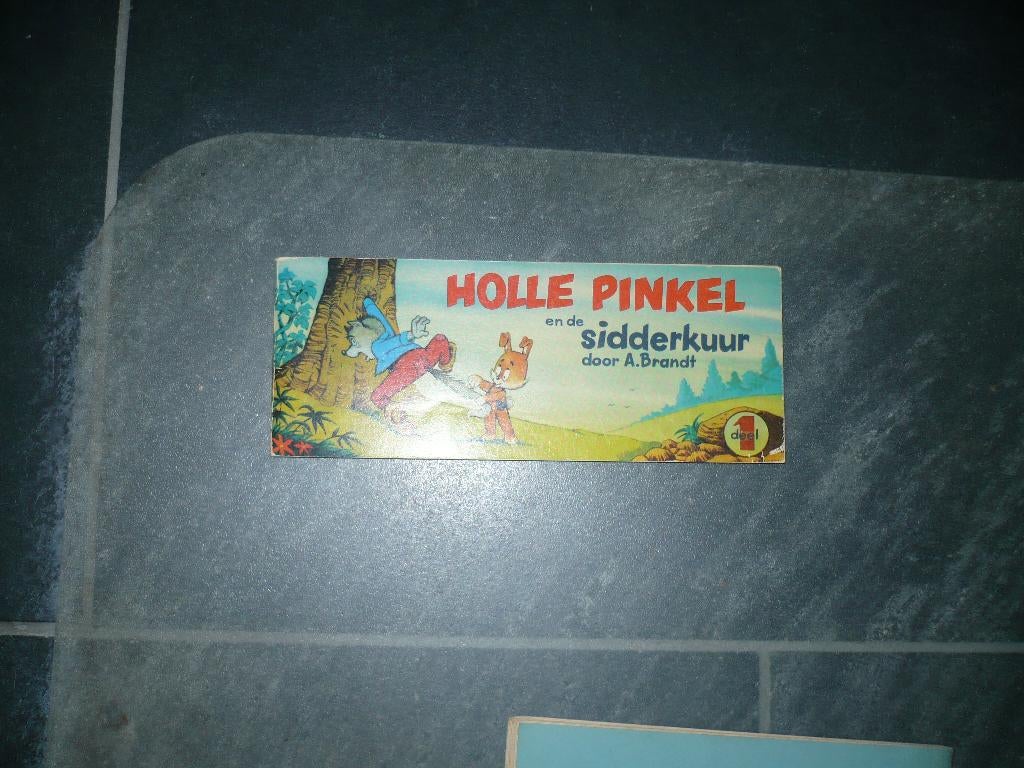 HOLLE PINKEL
en de sidderkuur
door A.Brandt
deel 1